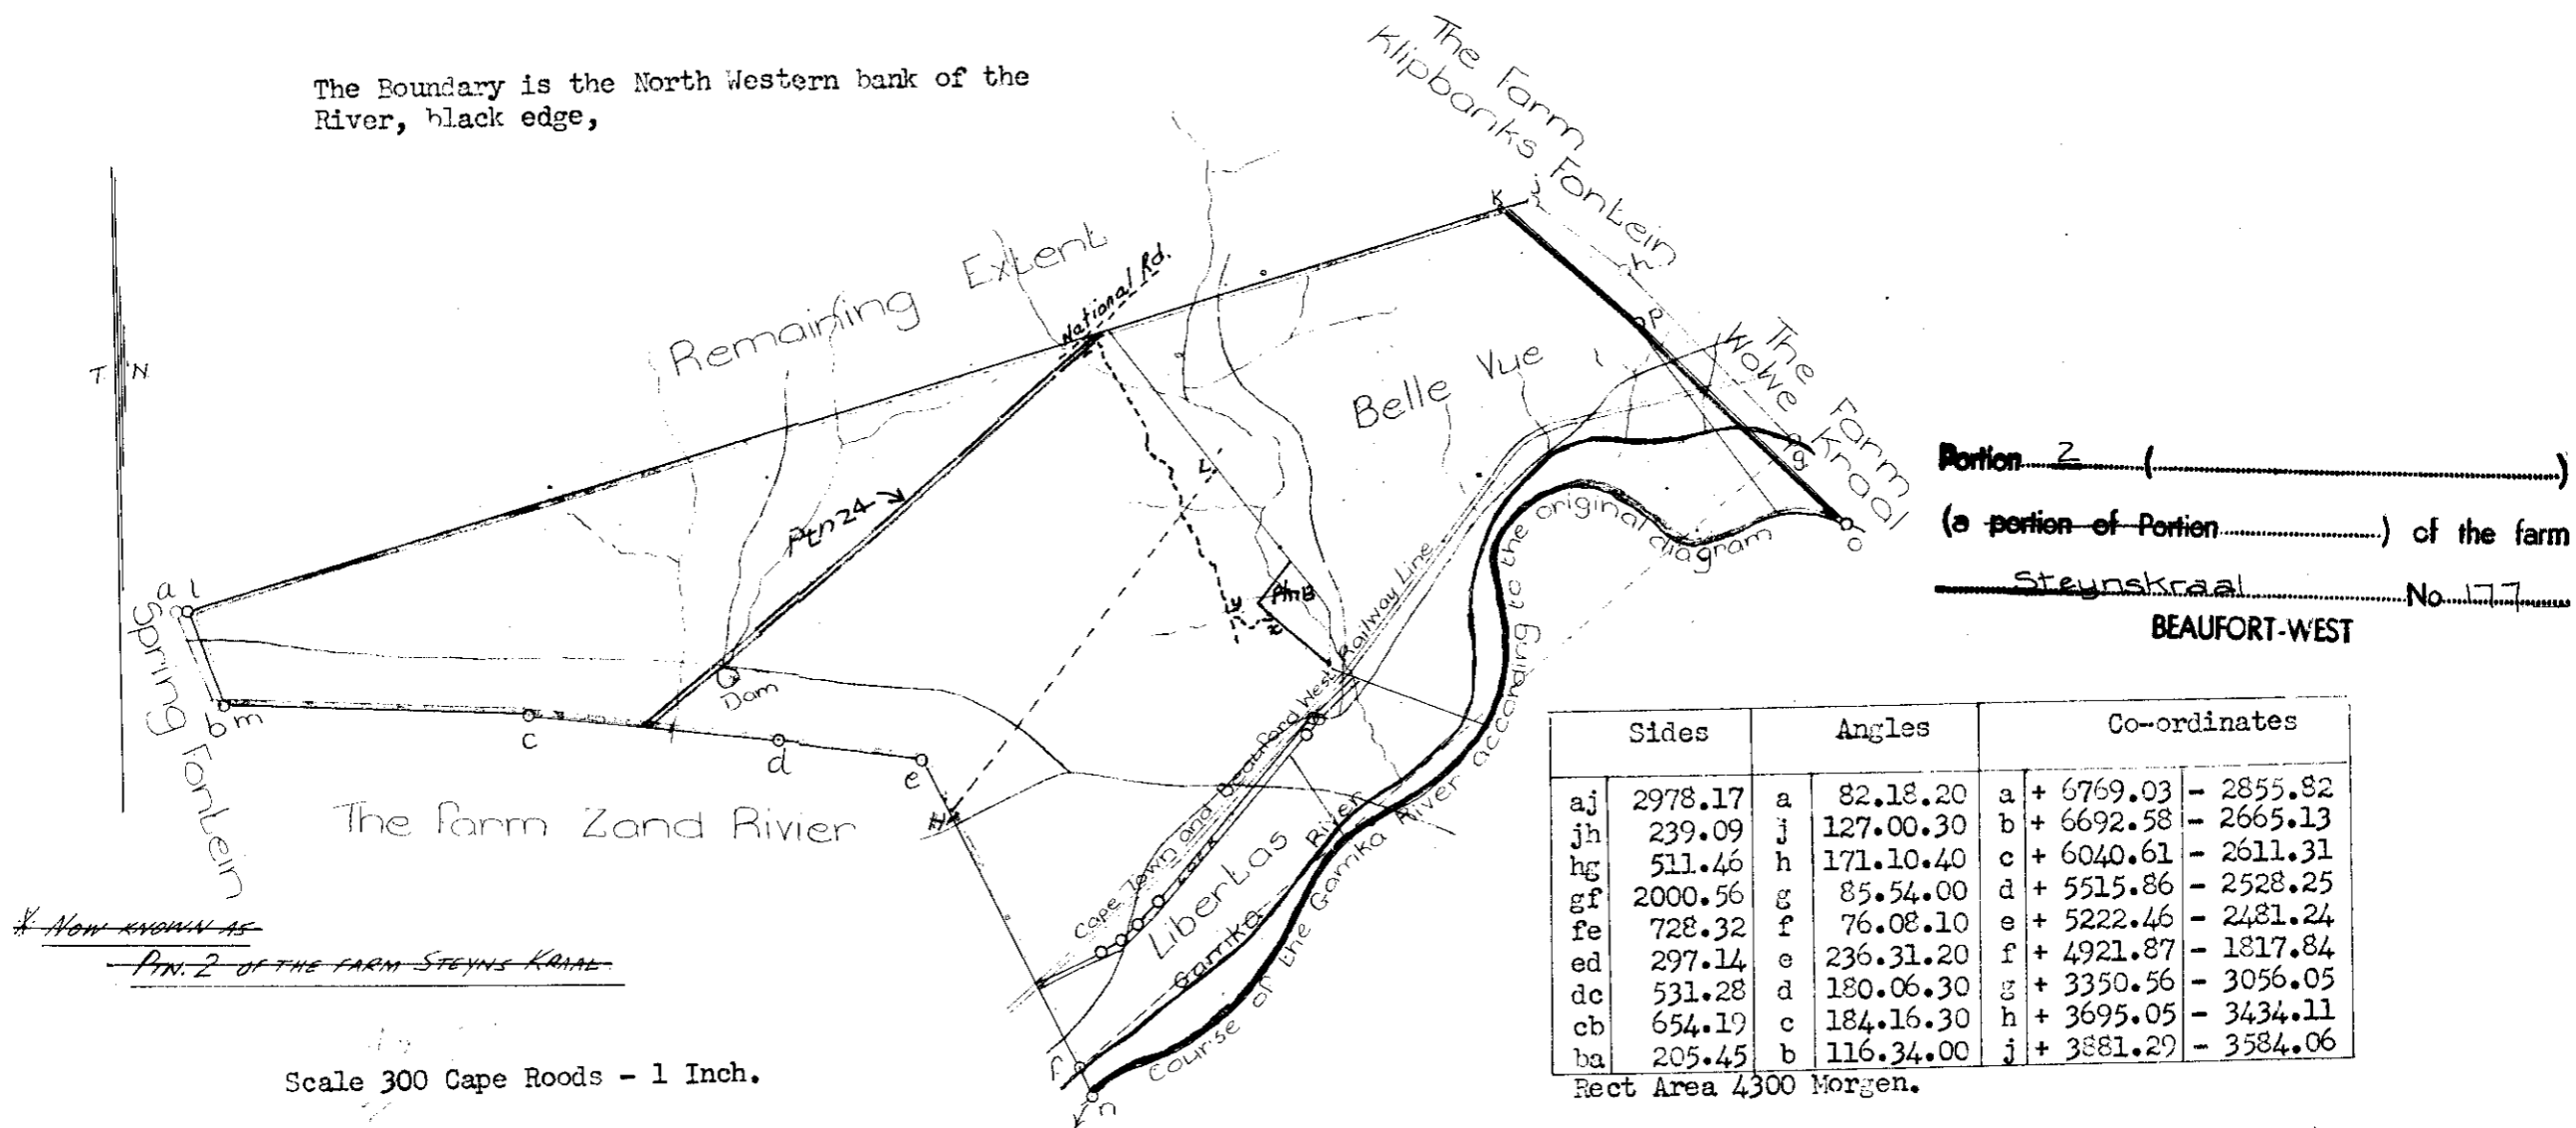 The Boundary is the North Western bank of the
River, black edge,
The Farm
Klipbanks Fontein
k
j
h
P
The Farm
Wolve Kraal
g
o
T. N.
Remaining Extent
National Rd.
Belle Vue
Ptn 24
L
Ptn 13
y
x
a l
Spring Fontein
b m
c
Dam
d
e
H
The Farm Zand Rivier
Cape Town and Beaufort West Railway Line
Libertas
Gamka River
Course of the Gamka River according to the original diagram
f
n
Portion 2 ( )
(a portion of Portion ) of the farm
Steynskraal No 177
BEAUFORT-WEST
* NOW KNOWN AS
PTN. 2 OF THE FARM STEYNS KRAAL
Scale 300 Cape Roods - 1 Inch.
Sides Angles Co-ordinates
aj 2978.17 a 82.18.20 a + 6769.03 - 2855.82
jh 239.09 j 127.00.30 b + 6692.58 - 2665.13
hg 511.46 h 171.10.40 c + 6040.61 - 2611.31
gf 2000.56 g 85.54.00 d + 5515.86 - 2528.25
fe 728.32 f 76.08.10 e + 5222.46 - 2481.24
ed 297.14 e 236.31.20 f + 4921.87 - 1817.84
dc 531.28 d 180.06.30 g + 3350.56 - 3056.05
cb 654.19 c 184.16.30 h + 3695.05 - 3434.11
ba 205.45 b 116.34.00 j + 3881.29 - 3584.06
Rect Area 4300 Morgen.